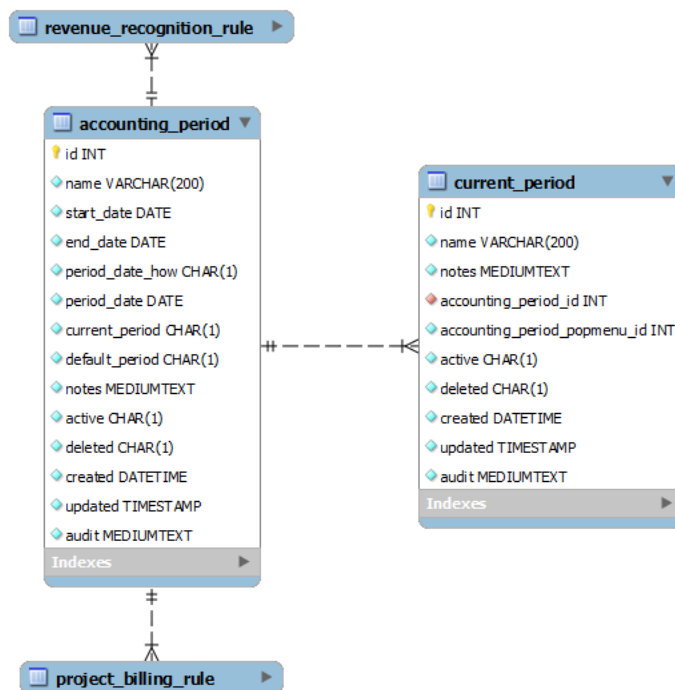 revenue_recognition_rule
accounting_period
id INT
name VARCHAR(200)
start_date DATE
end_date DATE
period_date_how CHAR(1)
period_date DATE
current_period CHAR(1)
default_period CHAR(1)
notes MEDIUMTEXT
active CHAR(1)
deleted CHAR(1)
created DATETIME
updated TIMESTAMP
audit MEDIUMTEXT
Indexes
current_period
id INT
name VARCHAR(200)
notes MEDIUMTEXT
accounting_period_id INT
accounting_period_popmenu_id INT
active CHAR(1)
deleted CHAR(1)
created DATETIME
updated TIMESTAMP
audit MEDIUMTEXT
Indexes
project_billing_rule